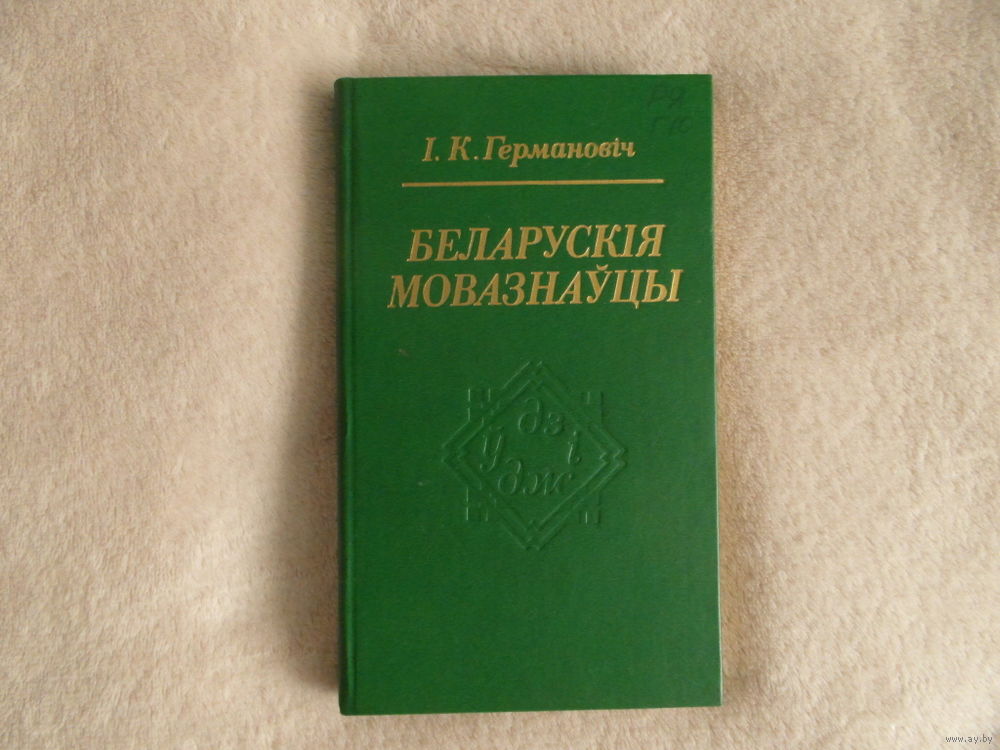 І. К. Германовіч
БЕЛАРУСКІЯ
МОВАЗНАЎЦЫ
дз
ў і
дж
www.ay.by